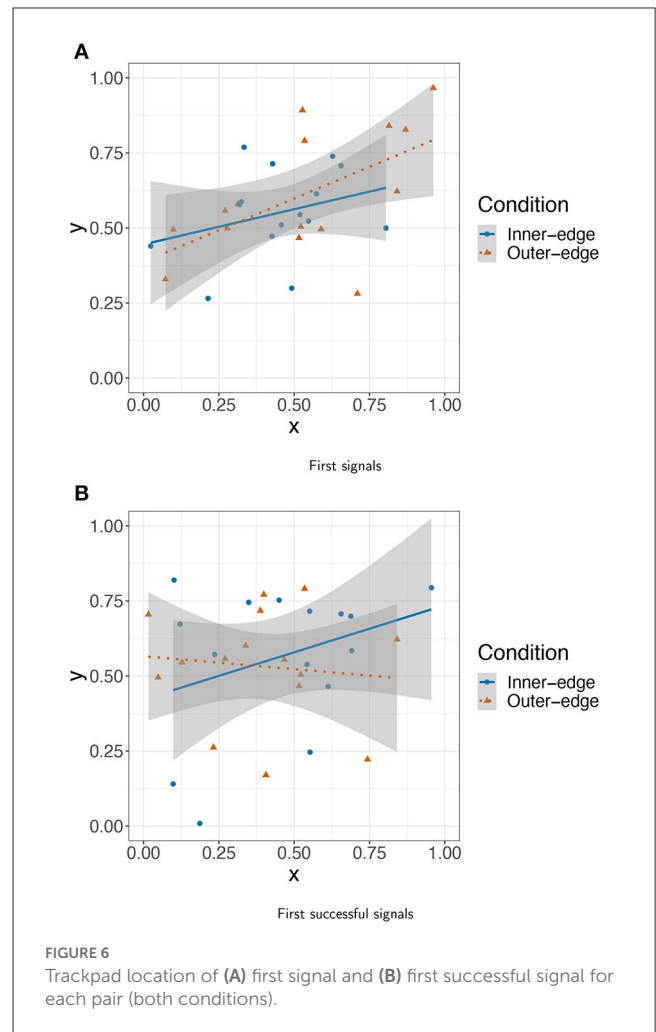 A
1.00
0.75
0.50
0.25
0.00
y
0.00 0.25 0.50 0.75 1.00
x
Condition
Inner−edge
Outer−edge
First signals
B
1.00
0.75
0.50
0.25
0.00
y
0.00 0.25 0.50 0.75 1.00
x
Condition
Inner−edge
Outer−edge
First successful signals
FIGURE 6
Trackpad location of (A) first signal and (B) first successful signal for
each pair (both conditions).